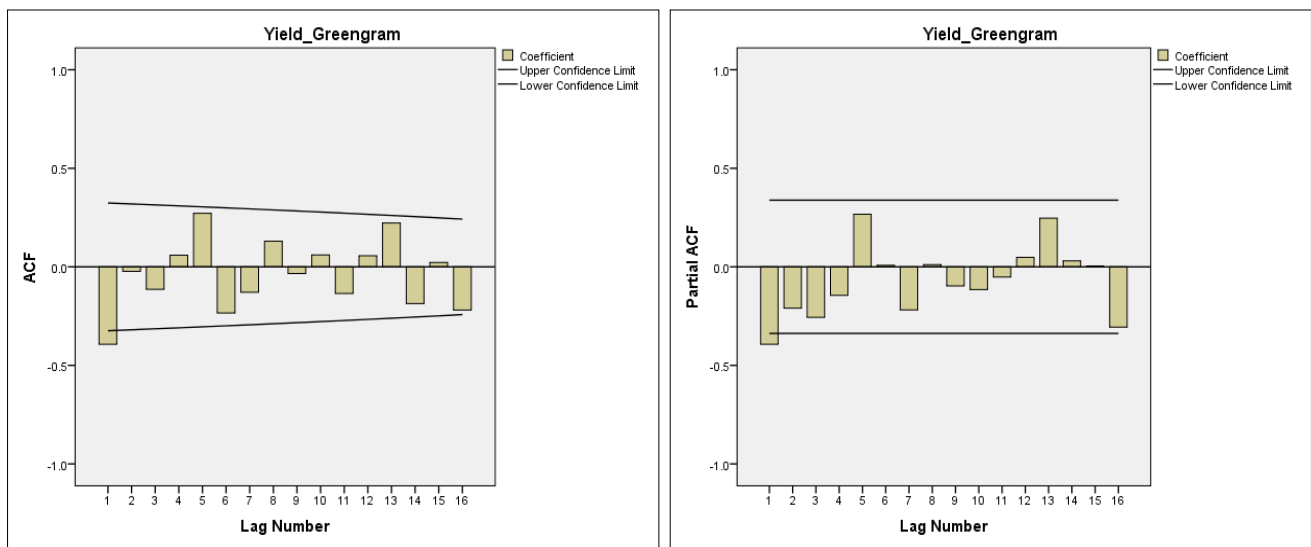 Yield_Greengram
Coefficient
Upper Confidence Limit
Lower Confidence Limit
1.0
0.5
0.0
-0.5
-1.0
ACF
1 2 3 4 5 6 7 8 9 10 11 12 13 14 15 16
Lag Number
Yield_Greengram
Coefficient
Upper Confidence Limit
Lower Confidence Limit
1.0
0.5
0.0
-0.5
-1.0
Partial ACF
1 2 3 4 5 6 7 8 9 10 11 12 13 14 15 16
Lag Number